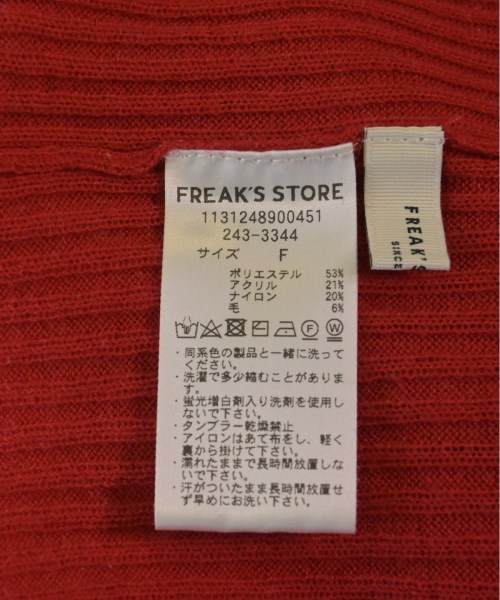 FREAK'S STORE
1131248900451
243-3344
サイズ F
ポリエステル 53%
アクリル 21%
ナイロン 20%
毛 6%
F W
・同系色の製品と一緒に洗って
ください。
・洗濯で多少縮むことがありま
す。
・蛍光増白剤入り洗剤を使用し
ないで下さい。
・タンブラー乾燥禁止
・アイロンはあて布をし、軽く
裏から掛けて下さい。
・濡れたままで長時間放置しな
いで下さい。
・汗がついたまま長時間放置せ
ず早めにお洗い下さい。
FREAK'S
SINCE